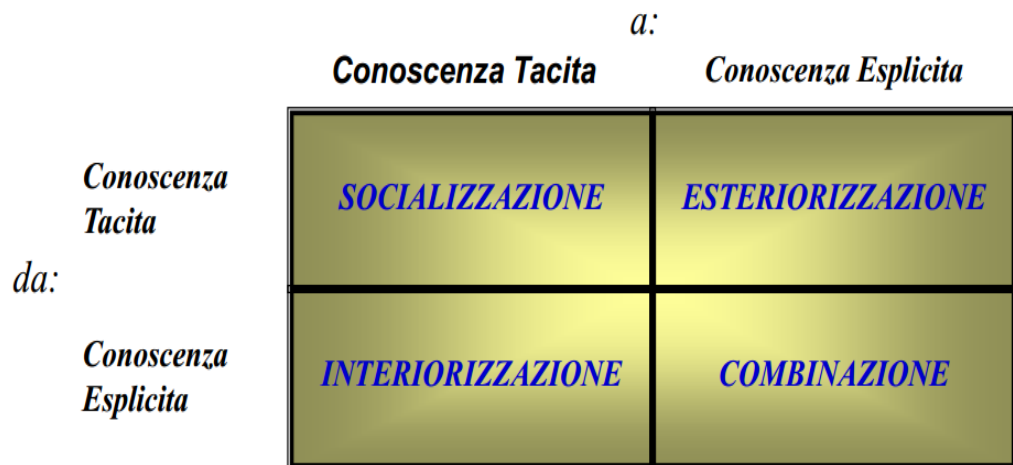 a:
Conoscenza Tacita Conoscenza Esplicita
Conoscenza
Tacita
SOCIALIZZAZIONE ESTERIORIZZAZIONE
da:
Conoscenza
Esplicita
INTERIORIZZAZIONE COMBINAZIONE